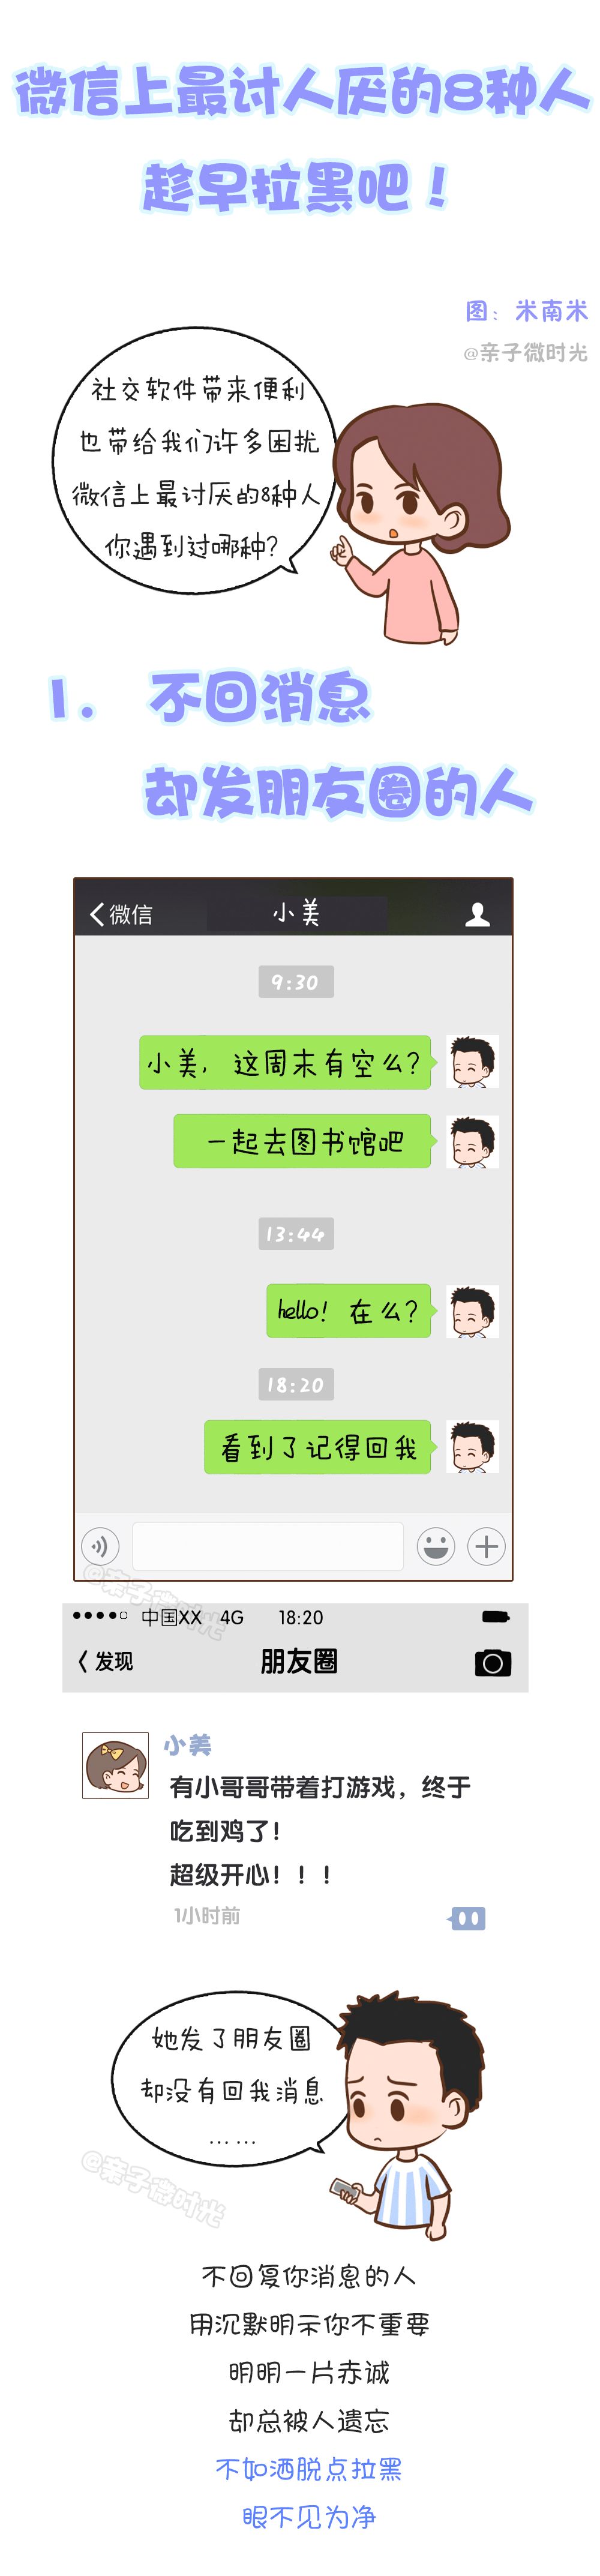 微信上最讨人厌的8种人
趁早拉黑吧！
图：米南米
@亲子微时光
社交软件带来便利
也带给我们许多困扰
微信上最讨厌的8种人
你遇到过哪种?
1. 不回消息
却发朋友圈的人
微信
小美
9:30
小美，这周末有空么?
一起去图书馆吧
13:44
hello! 在么?
18:20
看到了记得回我
@亲子微时光
中国XX 4G 18:20
发现
朋友圈
小美
有小哥哥带着打游戏，终于
吃到鸡了!
超级开心！！！
1小时前
她发了朋友圈
却没有回我消息
……
@亲子微时光
不回复你消息的人
用沉默明示你不重要
明明一片赤诚
却总被人遗忘
不如洒脱点拉黑
眼不见为净